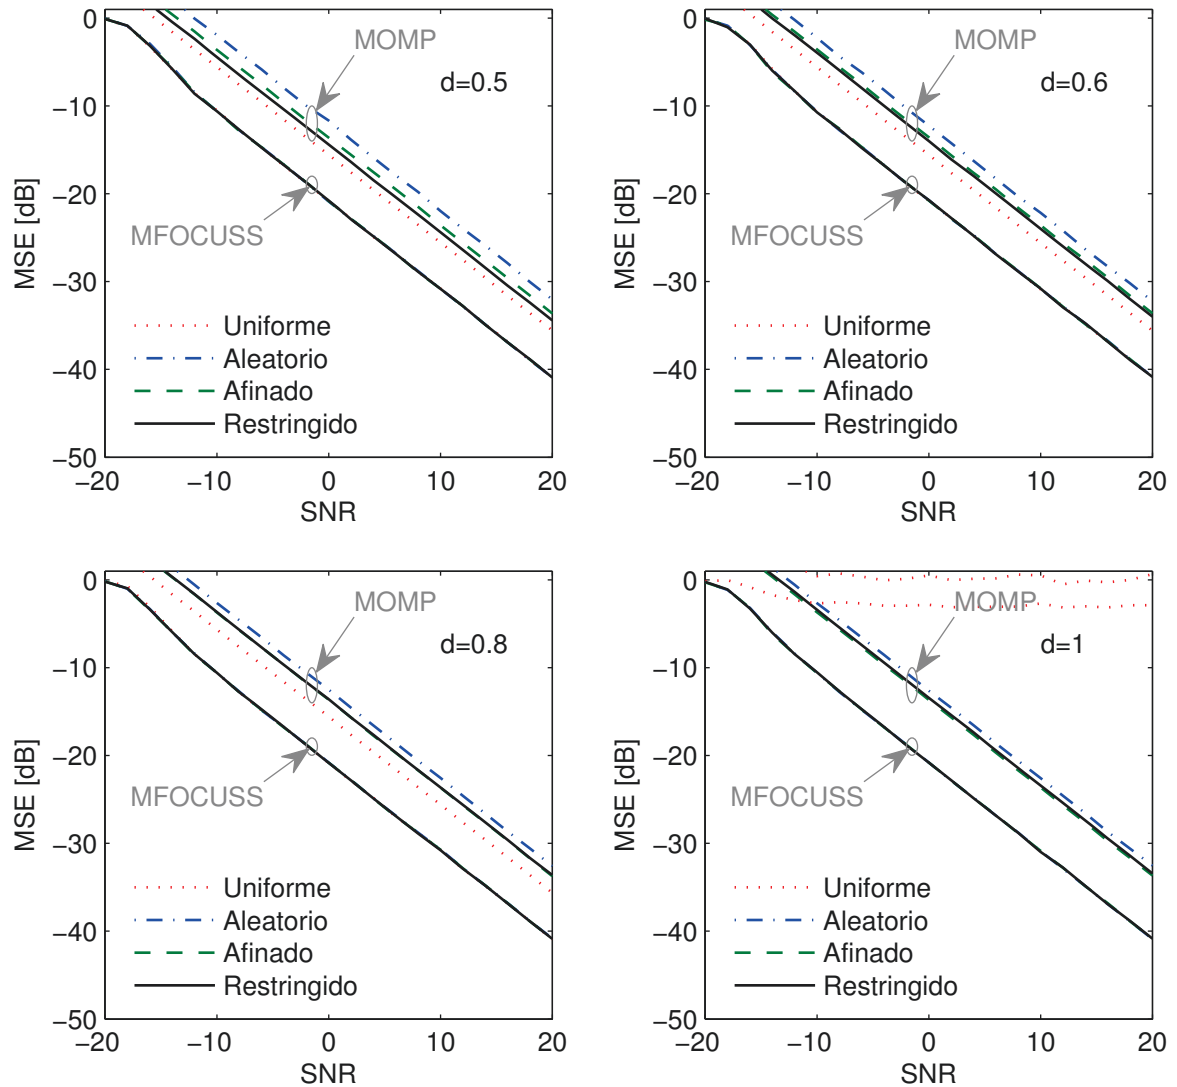 0
−10
−20
−30
−40
−50
MSE [dB]
MOMP
d=0.5
MFOCUSS
Uniforme
Aleatorio
Afinado
Restringido
−20
−10
0
10
20
SNR
0
−10
−20
−30
−40
−50
MSE [dB]
MOMP
d=0.6
MFOCUSS
Uniforme
Aleatorio
Afinado
Restringido
−20
−10
0
10
20
SNR
0
−10
−20
−30
−40
−50
MSE [dB]
MOMP
d=0.8
MFOCUSS
Uniforme
Aleatorio
Afinado
Restringido
−20
−10
0
10
20
SNR
0
−10
−20
−30
−40
−50
MSE [dB]
MOMP
d=1
MFOCUSS
Uniforme
Aleatorio
Afinado
Restringido
−20
−10
0
10
20
SNR